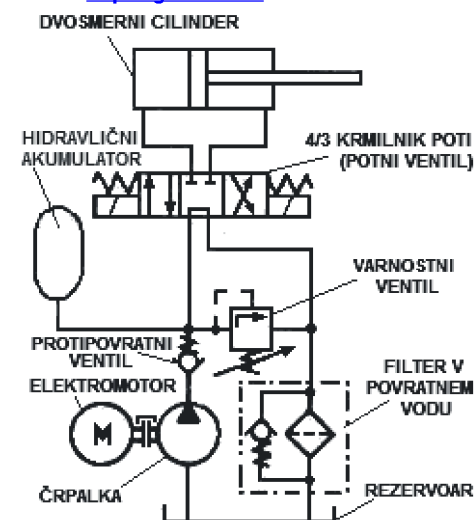 DVOSMERNI CILINDER
HIDRAVLIČNI
AKUMULATOR
4/3 KRMILNIK POTI
(POTNI VENTIL)
VARNOSTNI
VENTIL
PROTIPOVRATNI
VENTIL
ELEKTROMOTOR
FILTER V
POVRATNEM
VODU
M
ČRPALKA
REZERVOAR